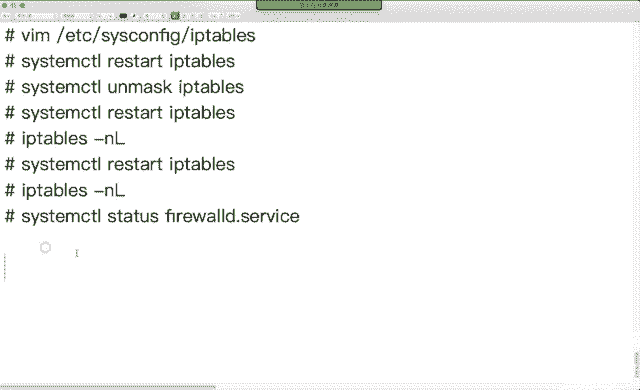 # vim /etc/sysconfig/iptables
# systemctl restart iptables
# systemctl unmask iptables
# systemctl restart iptables
# iptables -nL
# systemctl restart iptables
# iptables -nL
# systemctl status firewalld.service